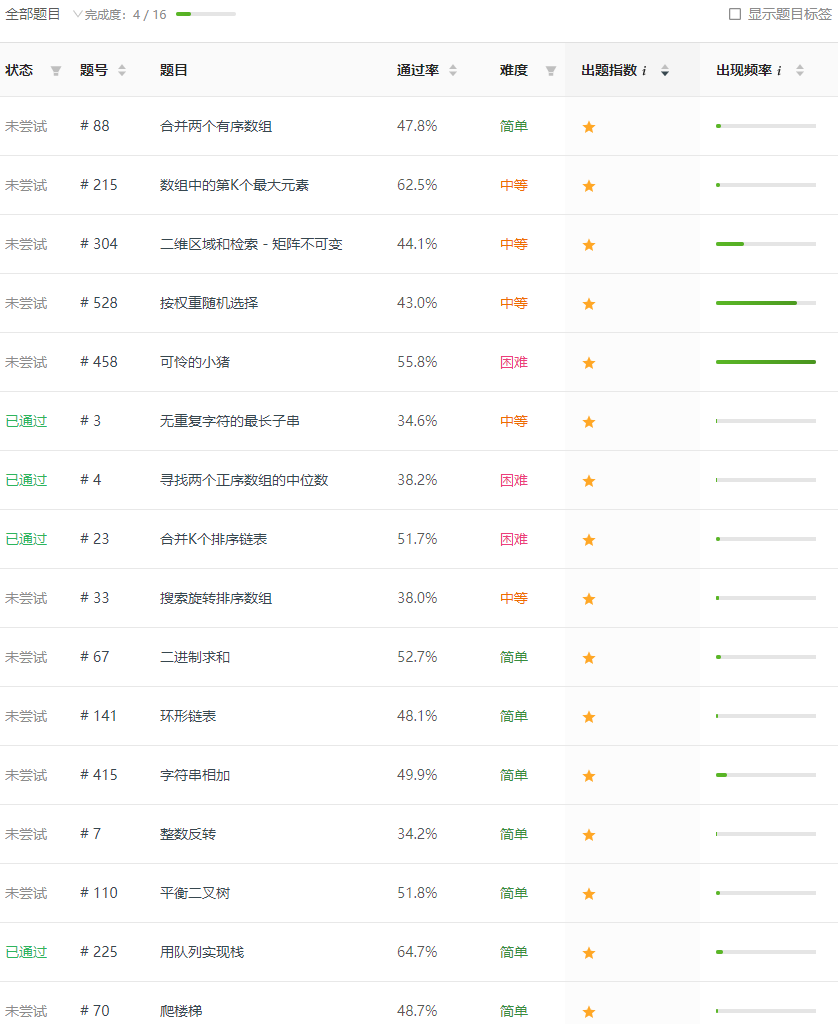 全部题目 完成度：4 / 16 显示题目标签
状态 题号 题目 通过率 难度 出题指数 i 出现频率 i
未尝试 # 88 合并两个有序数组 47.8% 简单
未尝试 # 215 数组中的第K个最大元素 62.5% 中等
未尝试 # 304 二维区域和检索 - 矩阵不可变 44.1% 中等
未尝试 # 528 按权重随机选择 43.0% 中等
未尝试 # 458 可怜的小猪 55.8% 困难
已通过 # 3 无重复字符的最长子串 34.6% 中等
已通过 # 4 寻找两个正序数组的中位数 38.2% 困难
已通过 # 23 合并K个排序链表 51.7% 困难
未尝试 # 33 搜索旋转排序数组 38.0% 中等
未尝试 # 67 二进制求和 52.7% 简单
未尝试 # 141 环形链表 48.1% 简单
未尝试 # 415 字符串相加 49.9% 简单
未尝试 # 7 整数反转 34.2% 简单
未尝试 # 110 平衡二叉树 51.8% 简单
已通过 # 225 用队列实现栈 64.7% 简单
未尝试 # 70 爬楼梯 48.7% 简单